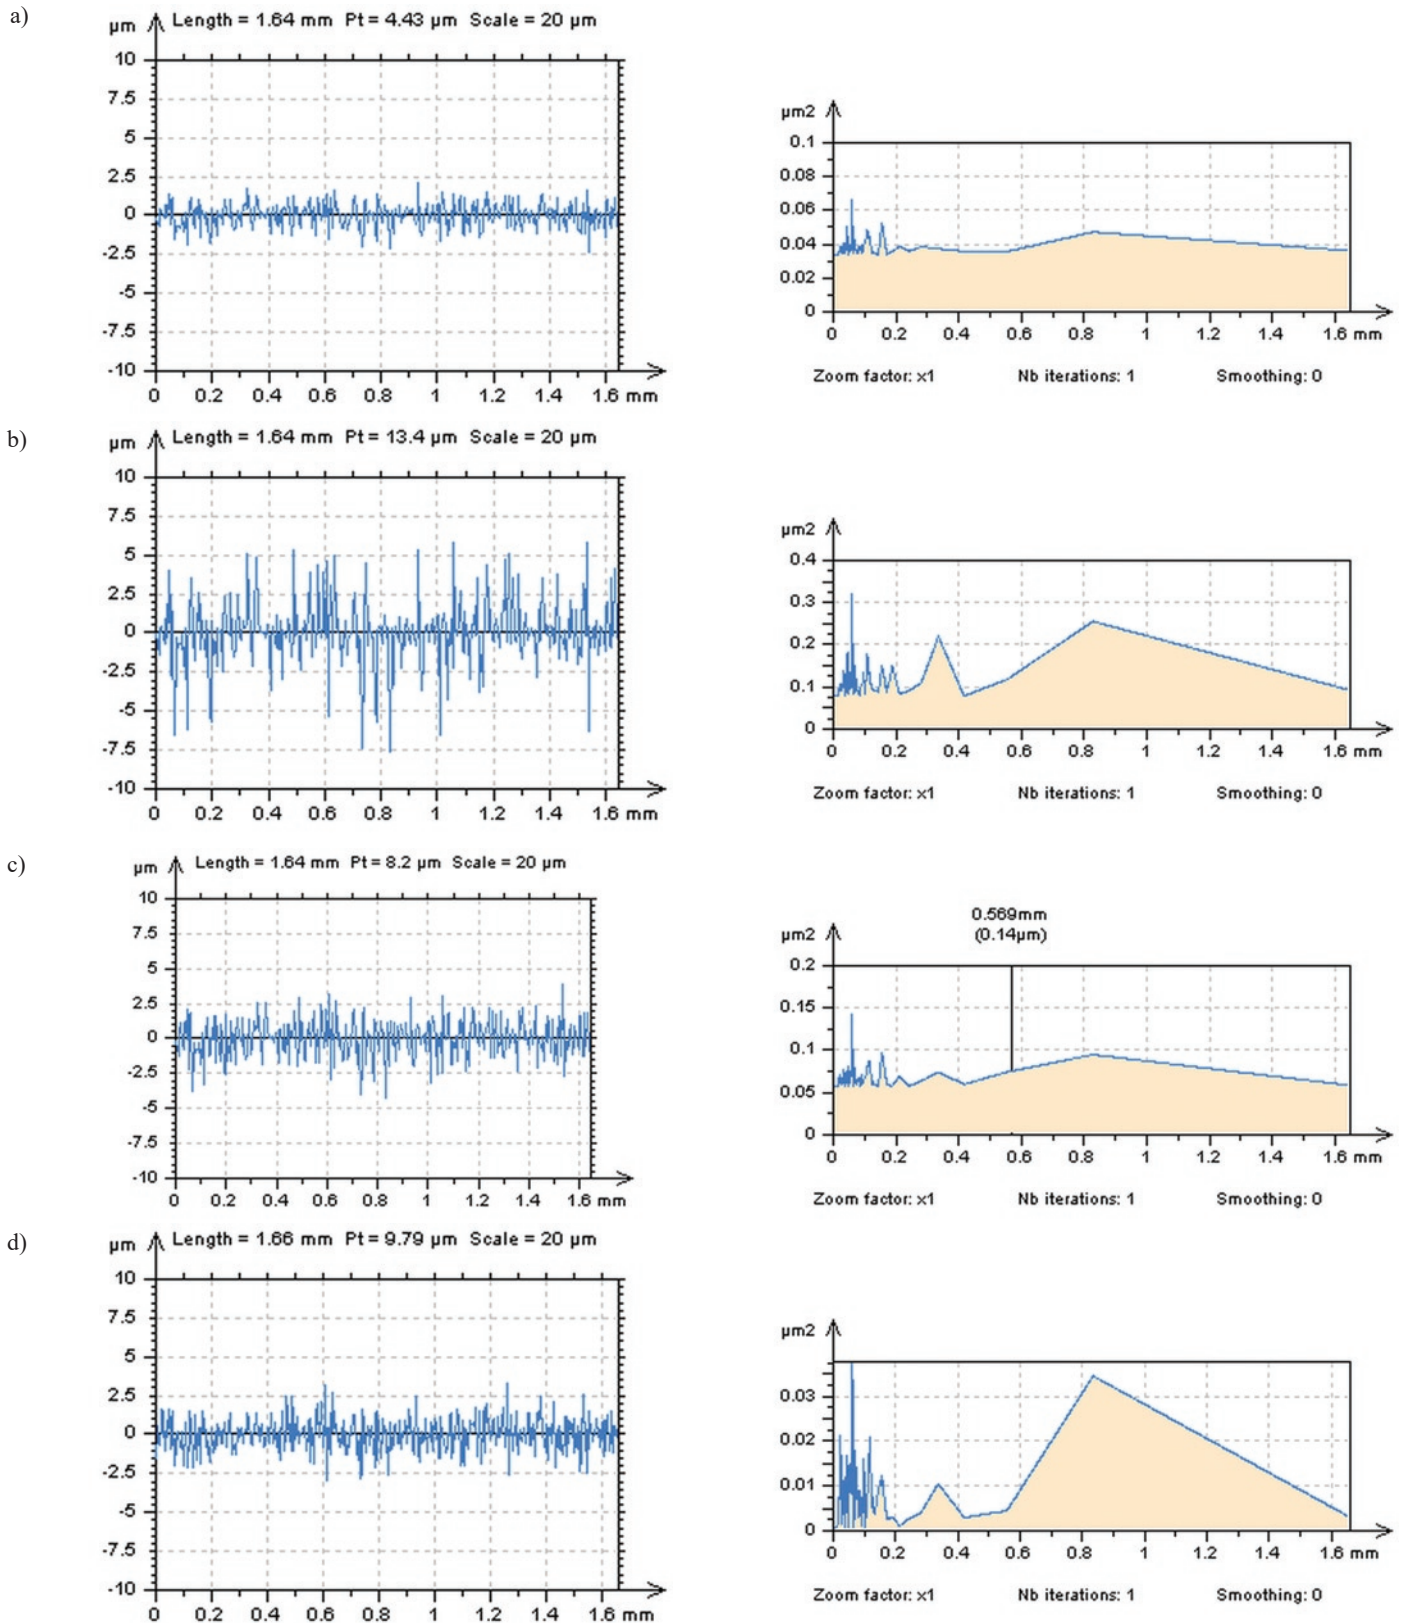 a)
µm Length = 1.64 mm Pt = 4.43 µm Scale = 20 µm
10
7.5
5
2.5
0
-2.5
-5
-7.5
-10
0 0.2 0.4 0.6 0.8 1 1.2 1.4 1.6 mm
µm2
0.1
0.08
0.06
0.04
0.02
0
0 0.2 0.4 0.6 0.8 1 1.2 1.4 1.6 mm
Zoom factor: x1 Nb iterations: 1 Smoothing: 0
b)
µm Length = 1.64 mm Pt = 13.4 µm Scale = 20 µm
10
7.5
5
2.5
0
-2.5
-5
-7.5
-10
0 0.2 0.4 0.6 0.8 1 1.2 1.4 1.6 mm
µm2
0.4
0.3
0.2
0.1
0
0 0.2 0.4 0.6 0.8 1 1.2 1.4 1.6 mm
Zoom factor: x1 Nb iterations: 1 Smoothing: 0
c)
µm Length = 1.64 mm Pt = 8.2 µm Scale = 20 µm
10
7.5
5
2.5
0
-2.5
-5
-7.5
-10
0 0.2 0.4 0.6 0.8 1 1.2 1.4 1.6 mm
0.569mm
(0.14µm)
µm2
0.2
0.15
0.1
0.05
0
0 0.2 0.4 0.6 0.8 1 1.2 1.4 1.6 mm
Zoom factor: x1 Nb iterations: 1 Smoothing: 0
d)
µm Length = 1.66 mm Pt = 9.79 µm Scale = 20 µm
10
7.5
5
2.5
0
-2.5
-5
-7.5
-10
0 0.2 0.4 0.6 0.8 1 1.2 1.4 1.6 mm
µm2
0.03
0.02
0.01
0
0 0.2 0.4 0.6 0.8 1 1.2 1.4 1.6 mm
Zoom factor: x1 Nb iterations: 1 Smoothing: 0